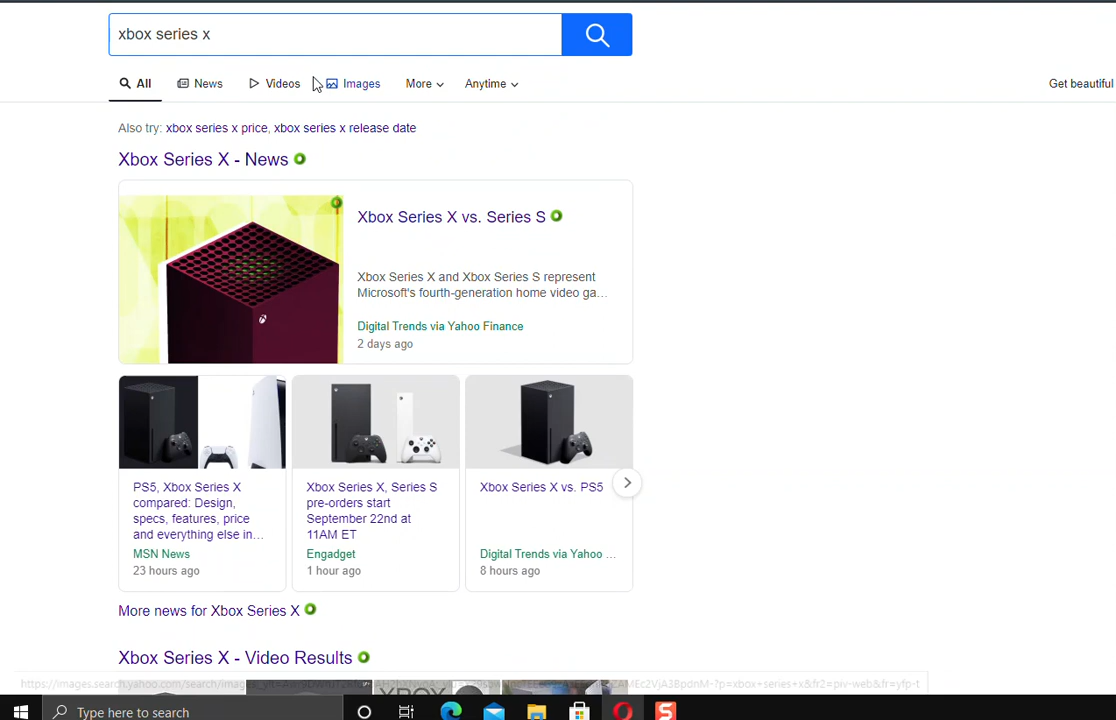 xbox series x
All News Videos Images More Anytime Get beautiful
Also try: xbox series x price, xbox series x release date
Xbox Series X - News
Xbox Series X vs. Series S
Xbox Series X and Xbox Series S represent
Microsoft's fourth-generation home video ga...
Digital Trends via Yahoo Finance
2 days ago
PS5, Xbox Series X
compared: Design,
specs, features, price
and everything else in...
MSN News
23 hours ago
Xbox Series X, Series S
pre-orders start
September 22nd at
11AM ET
Engadget
1 hour ago
Xbox Series X vs. PS5
Digital Trends via Yahoo ...
8 hours ago
More news for Xbox Series X
Xbox Series X - Video Results
XBOX
Type here to search